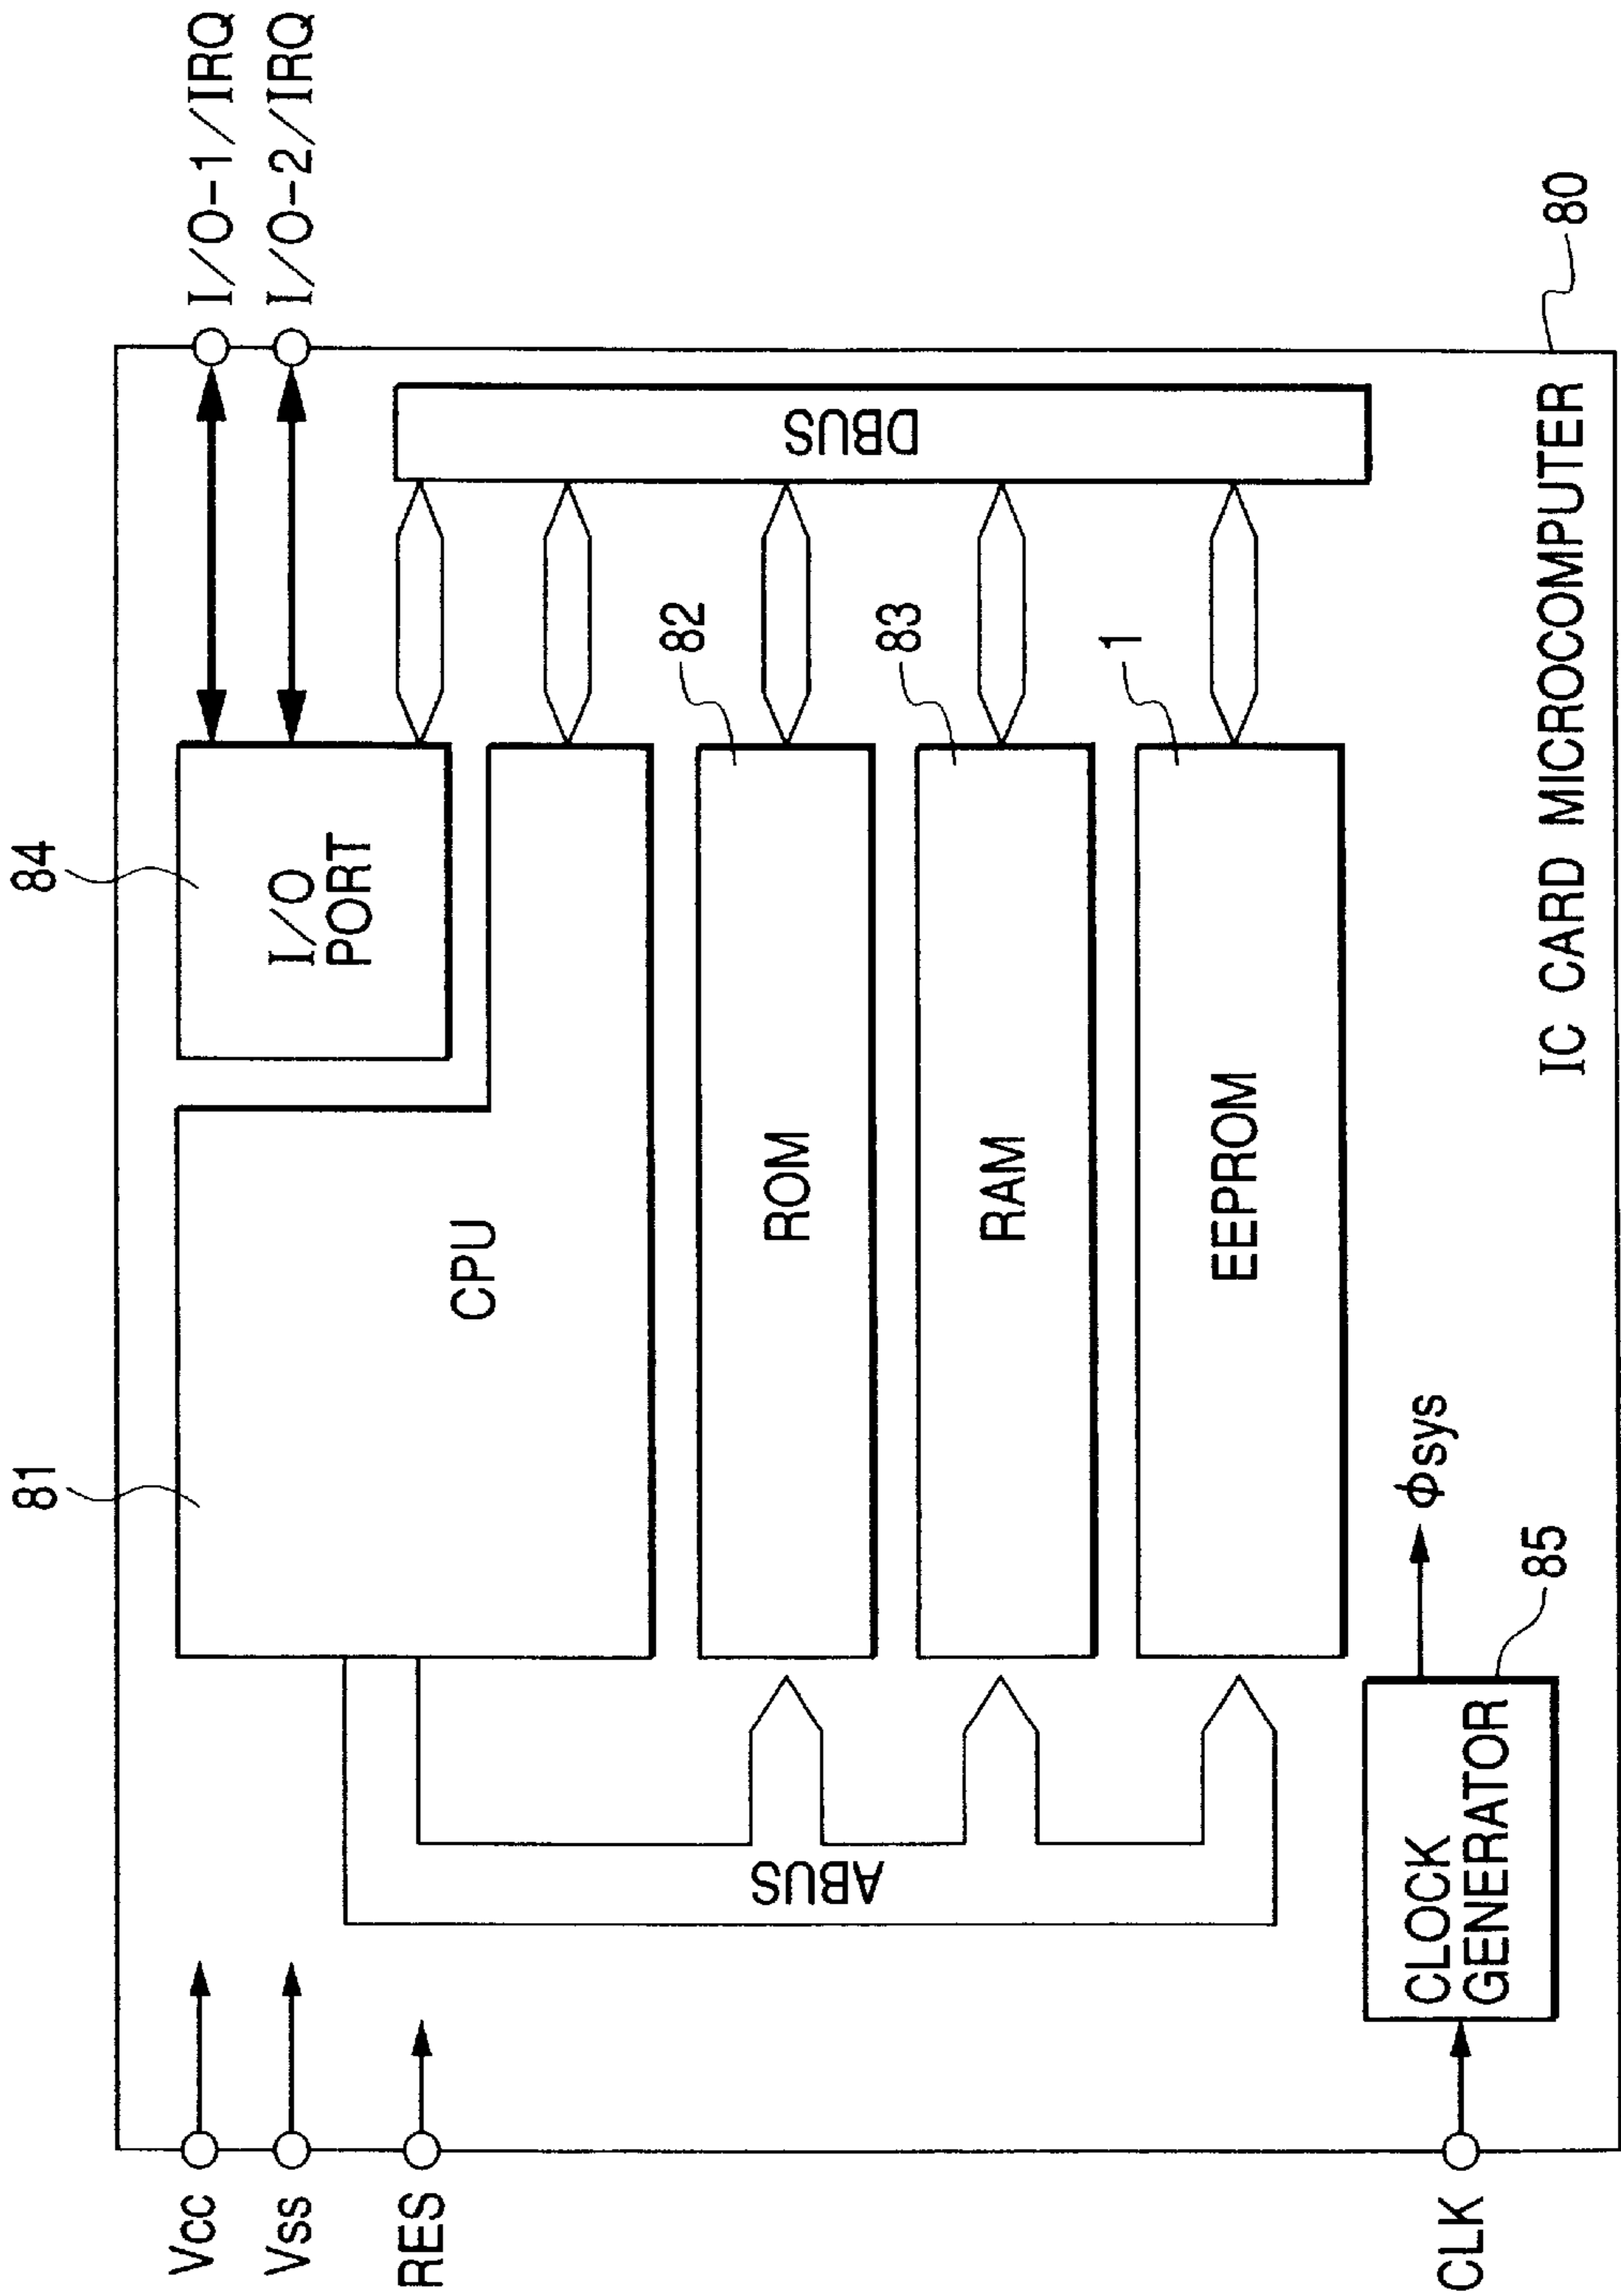 81
84
Vcc
Vss
RES
CLK
I/O-1/IRQ
I/O-2/IRQ
I/O
PORT
CPU
82
ROM
83
RAM
1
EEPROM
ABUS
DBUS
CLOCK
GENERATOR
85
ϕsys
IC CARD MICROCOMPUTER
80